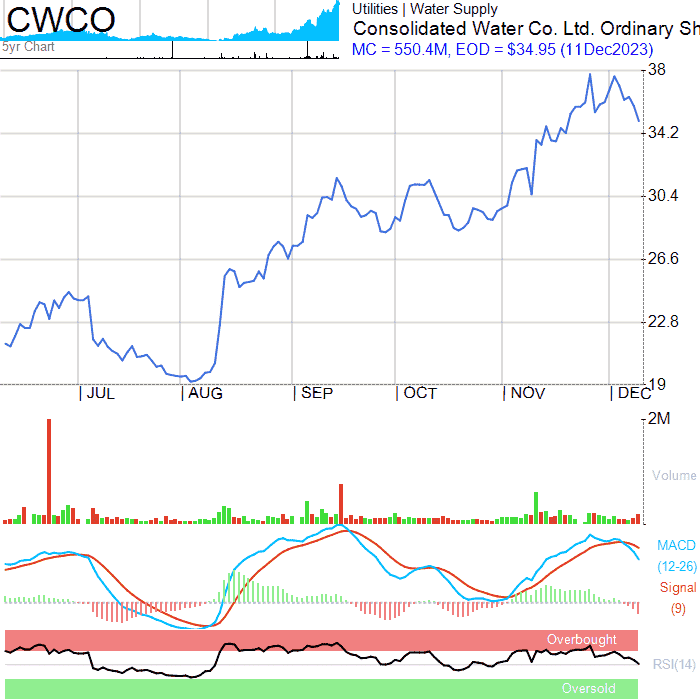 CWCO
5yr Chart
Utilities | Water Supply
Consolidated Water Co. Ltd. Ordinary Sh
MC = 550.4M, EOD = $34.95 (11Dec2023)
38
34.2
30.4
26.6
22.8
19
| JUL | AUG | SEP | OCT | NOV | DEC
2M
Volume
MACD
(12-26)
Signal
(9)
Overbought
RSI(14)
Oversold